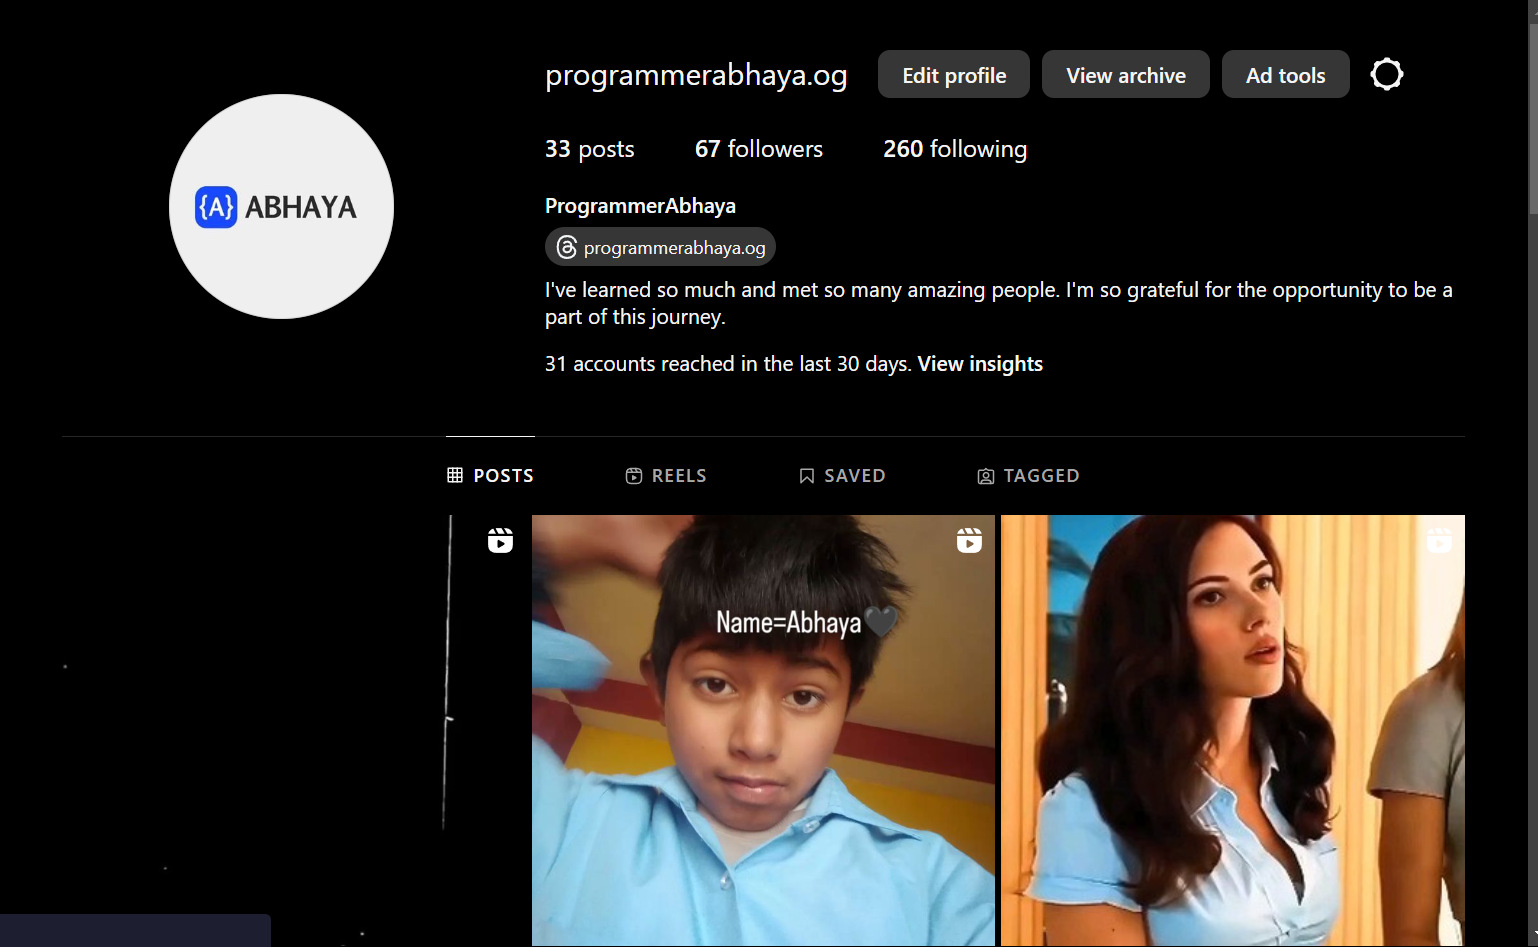 programmerabhaya.og Edit profile View archive Ad tools
33 posts 67 followers 260 following
ProgrammerAbhaya
programmerabhaya.og
I've learned so much and met so many amazing people. I'm so grateful for the opportunity to be a
part of this journey.
31 accounts reached in the last 30 days. View insights
{A} ABHAYA
POSTS REELS SAVED TAGGED
Name=Abhaya🖤